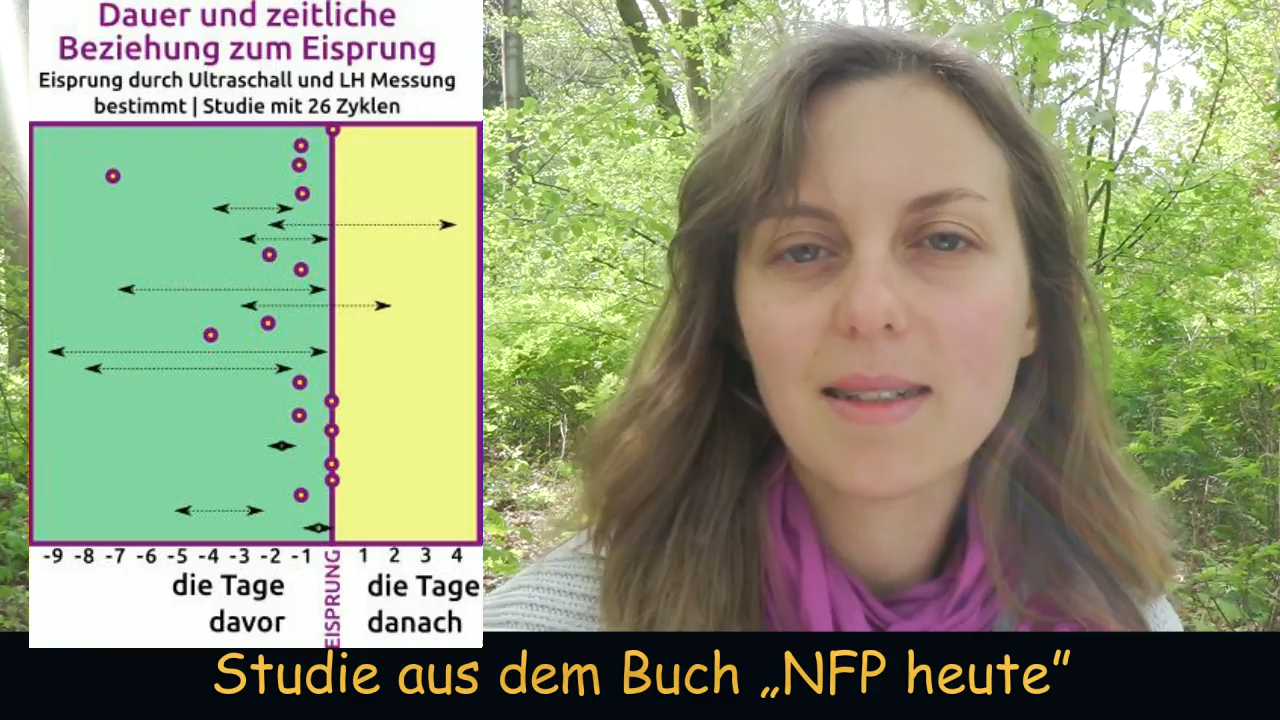 Dauer und zeitliche
Beziehung zum Eisprung
Eisprung durch Ultraschall und LH Messung
bestimmt | Studie mit 26 Zyklen
-9 -8 -7 -6 -5 -4 -3 -2 -1 EISPRUNG 1 2 3 4
die Tage die Tage
davor danach
Studie aus dem Buch „NFP heute”